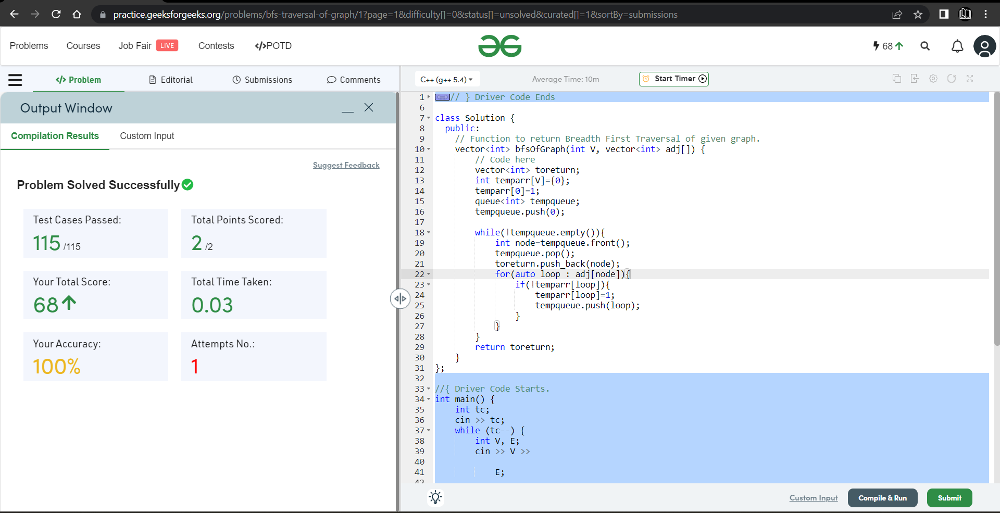 practice.geeksforgeeks.org/problems/bfs-traversal-of-graph/1?page=1&difficulty[]=0&status[]=unsolved&curated[]=1&sortBy=submissions
Problems Courses Job Fair LIVE Contests </>POTD 68
</> Problem Editorial Submissions Comments
Output Window
Compilation Results Custom Input
Suggest Feedback
Problem Solved Successfully
Test Cases Passed: Total Points Scored:
115 /115 2 /2
Your Total Score: Total Time Taken:
68 0.03
Your Accuracy: Attempts No.:
100% 1
C++ (g++ 5.4) Average Time: 10m Start Timer
1 // } Driver Code Ends
6
7 class Solution {
8   public:
9     // Function to return Breadth First Traversal of given graph.
10     vector<int> bfsOfGraph(int V, vector<int> adj[]) {
11         // Code here
12         vector<int> toreturn;
13         int temparr[V]={0};
14         temparr[0]=1;
15         queue<int> tempqueue;
16         tempqueue.push(0);
17
18         while(!tempqueue.empty()){
19             int node=tempqueue.front();
20             tempqueue.pop();
21             toreturn.push_back(node);
22             for(auto loop : adj[node]){
23                 if(!temparr[loop]){
24                     temparr[loop]=1;
25                     tempqueue.push(loop);
26                 }
27             }
28         }
29         return toreturn;
30     }
31 };
32
33 //{ Driver Code Starts.
34 int main() {
35     int tc;
36     cin >> tc;
37     while (tc--) {
38         int V, E;
39         cin >> V >>
40
41             E;
42
Custom Input Compile & Run Submit